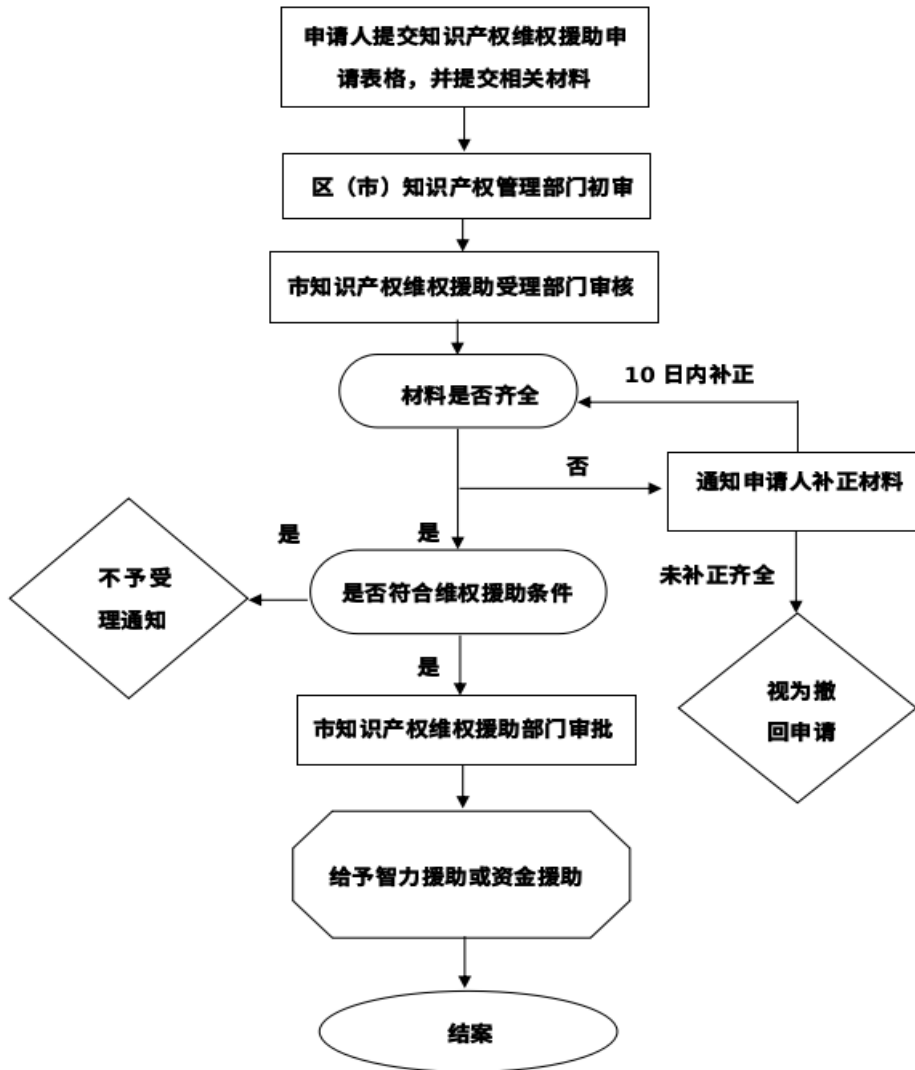 申请人提交知识产权维权援助申
请表格，并提交相关材料
区（市）知识产权管理部门初审
市知识产权维权援助受理部门审核
材料是否齐全
10 日内补正
否
通知申请人补正材料
是
是
不予受
理通知
是否符合维权援助条件
未补正齐全
是
视为撤
回申请
市知识产权维权援助部门审批
给予智力援助或资金援助
结案